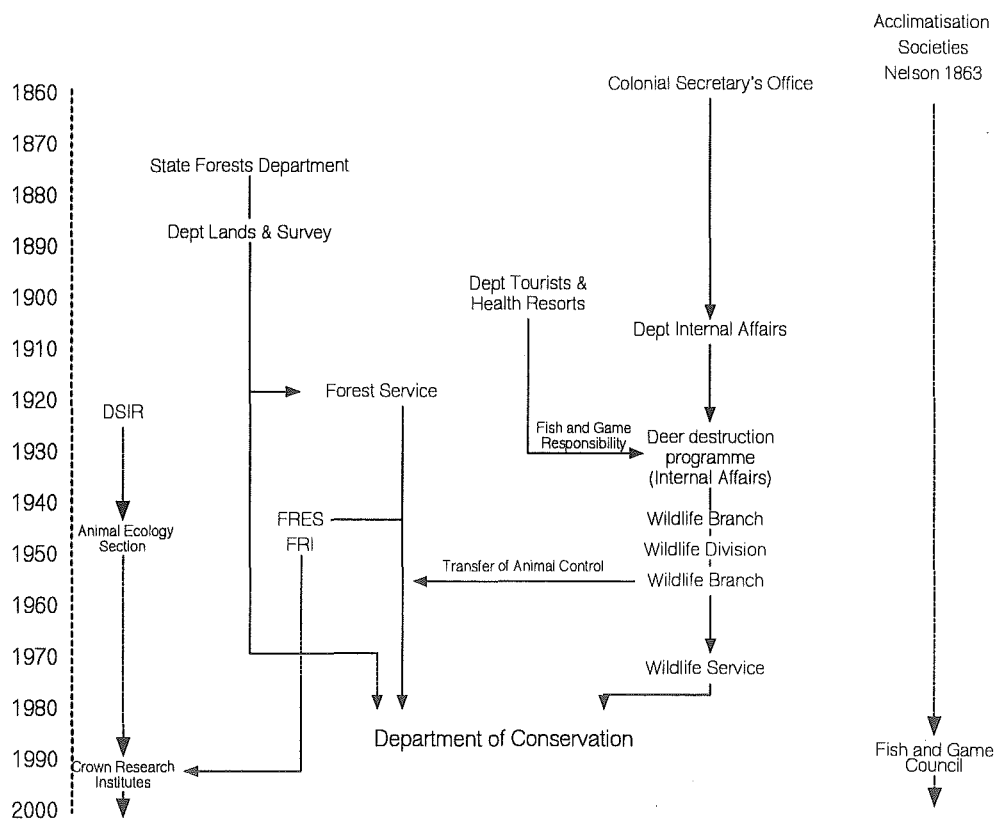 Acclimatisation
Societies
Nelson 1863
Colonial Secretary's Office
1860
1870
State Forests Department
1880
Dept Lands & Survey
1890
Dept Tourists &
Health Resorts
1900
Dept Internal Affairs
1910
Forest Service
1920
DSIR
Fish and Game
Responsibility
Deer destruction
programme
(Internal Affairs)
1930
1940
FRES
FRI
Wildlife Branch
Animal Ecology
Section
Wildlife Division
1950
Transfer of Animal Control
Wildlife Branch
1960
1970
Wildlife Service
1980
Department of Conservation
1990
Fish and Game
Council
Crown Research
Institutes
2000